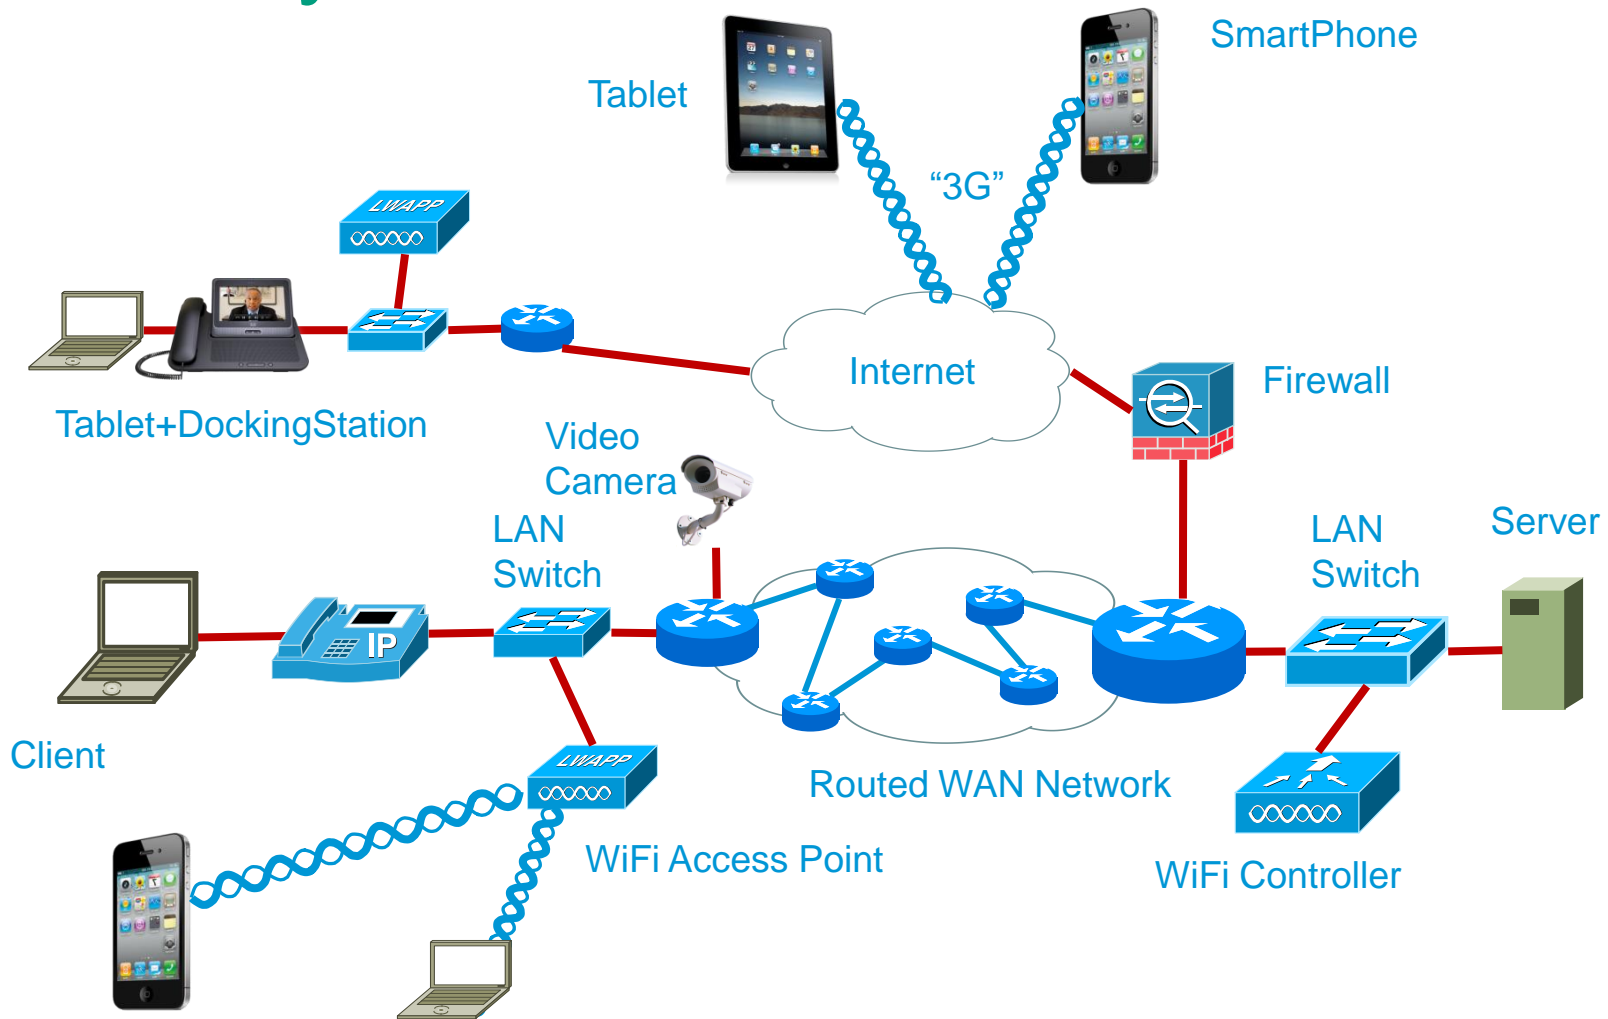 SmartPhone
Tablet
“3G”
LWAPP
Internet
Firewall
Tablet+DockingStation
Video
Camera
LAN
Switch
LAN
Switch
Server
IP
Client
LWAPP
Routed WAN Network
WiFi Access Point
WiFi Controller